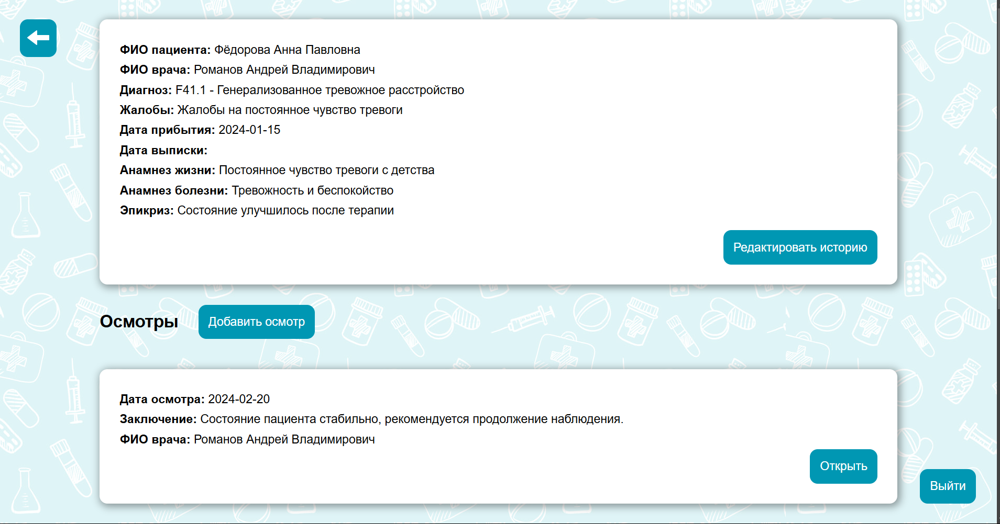 ФИО пациента: Фёдорова Анна Павловна
ФИО врача: Романов Андрей Владимирович
Диагноз: F41.1 - Генерализованное тревожное расстройство
Жалобы: Жалобы на постоянное чувство тревоги
Дата прибытия: 2024-01-15
Дата выписки:
Анамнез жизни: Постоянное чувство тревоги с детства
Анамнез болезни: Тревожность и беспокойство
Эпикриз: Состояние улучшилось после терапии
Редактировать историю
Осмотры
Добавить осмотр
Дата осмотра: 2024-02-20
Заключение: Состояние пациента стабильно, рекомендуется продолжение наблюдения.
ФИО врача: Романов Андрей Владимирович
Открыть
Выйти